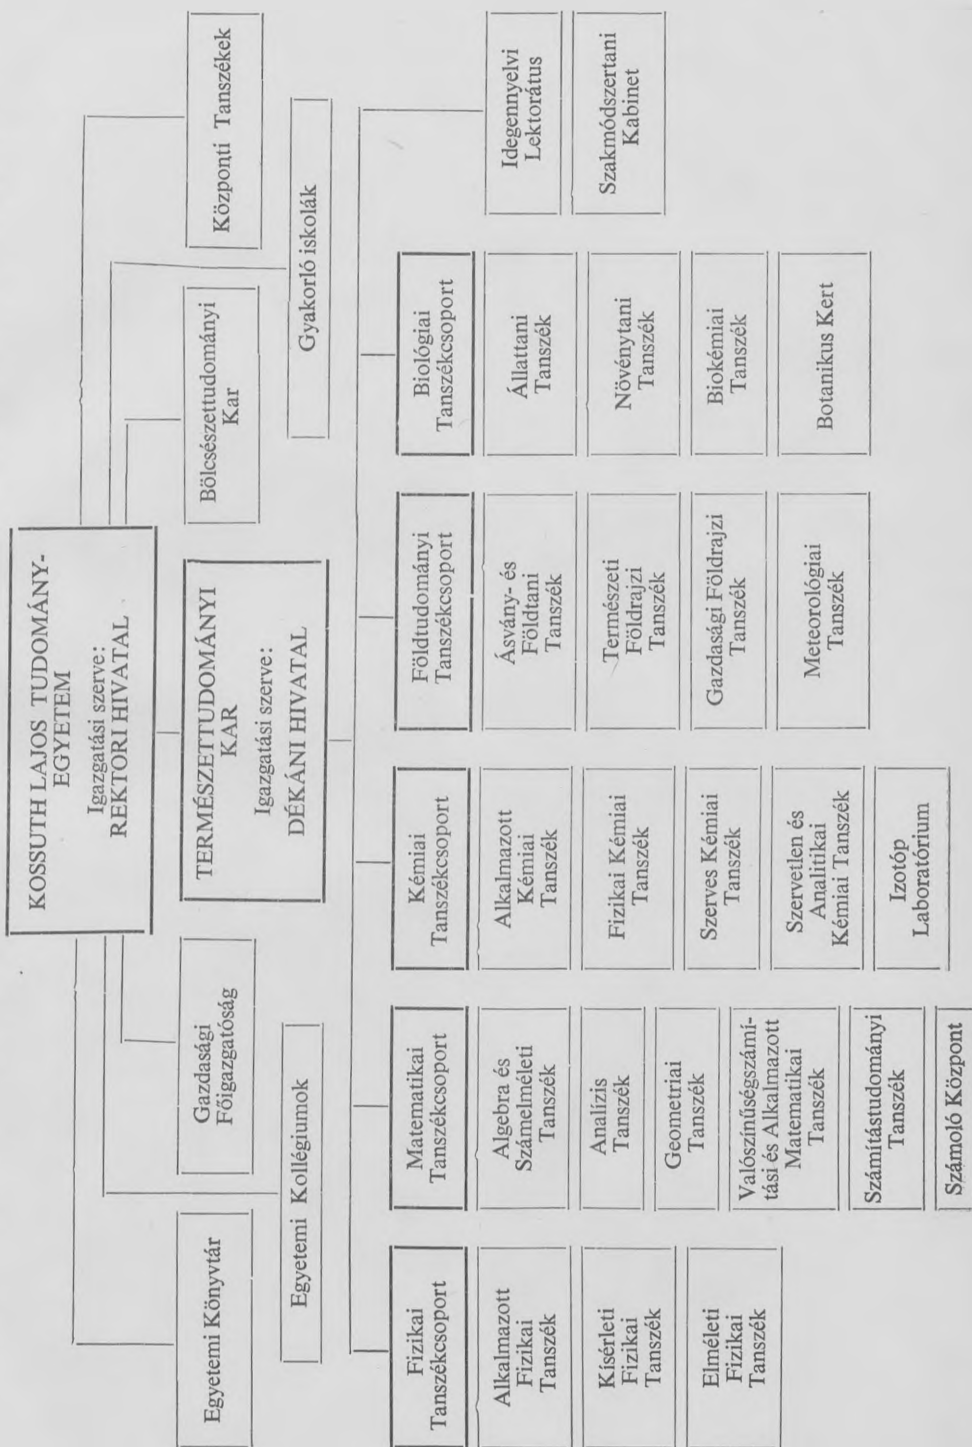 KOSSUTH LAJOS TUDOMÁNY-
EGYETEM
Igazgatási szerve:
REKTORI HIVATAL
Egyetemi Könyvtár
Gazdasági
Főigazgatóság
TERMÉSZETTUDOMÁNYI
KAR
Igazgatási szerve:
DÉKÁNI HIVATAL
Bölcsészettudományi
Kar
Központi Tanszékek
Egyetemi Kollégiumok
Gyakorló iskolák
Fizikai
Tanszékcsoport
Alkalmazott
Fizikai
Tanszék
Kísérleti
Fizikai
Tanszék
Elméleti
Fizikai
Tanszék
Matematikai
Tanszékcsoport
Algebra és
Számelméleti
Tanszék
Analízis
Tanszék
Geometriai
Tanszék
Valószínűségszámí-
tási és Alkalmazott
Matematikai
Tanszék
Számítástudományi
Tanszék
Számoló Központ
Kémiai
Tanszékcsoport
Alkalmazott
Kémiai
Tanszék
Fizikai Kémiai
Tanszék
Szerves Kémiai
Tanszék
Szervetlen és
Analitikai
Kémiai Tanszék
Izotóp
Laboratórium
Földtudományi
Tanszékcsoport
Ásvány- és
Földtani
Tanszék
Természeti
Földrajzi
Tanszék
Gazdasági Földrajzi
Tanszék
Meteorológiai
Tanszék
Biológiai
Tanszékcsoport
Állattani
Tanszék
Növénytani
Tanszék
Biokémiai
Tanszék
Botanikus Kert
Idegennyelvi
Lektorátus
Szakmódszertani
Kabinet